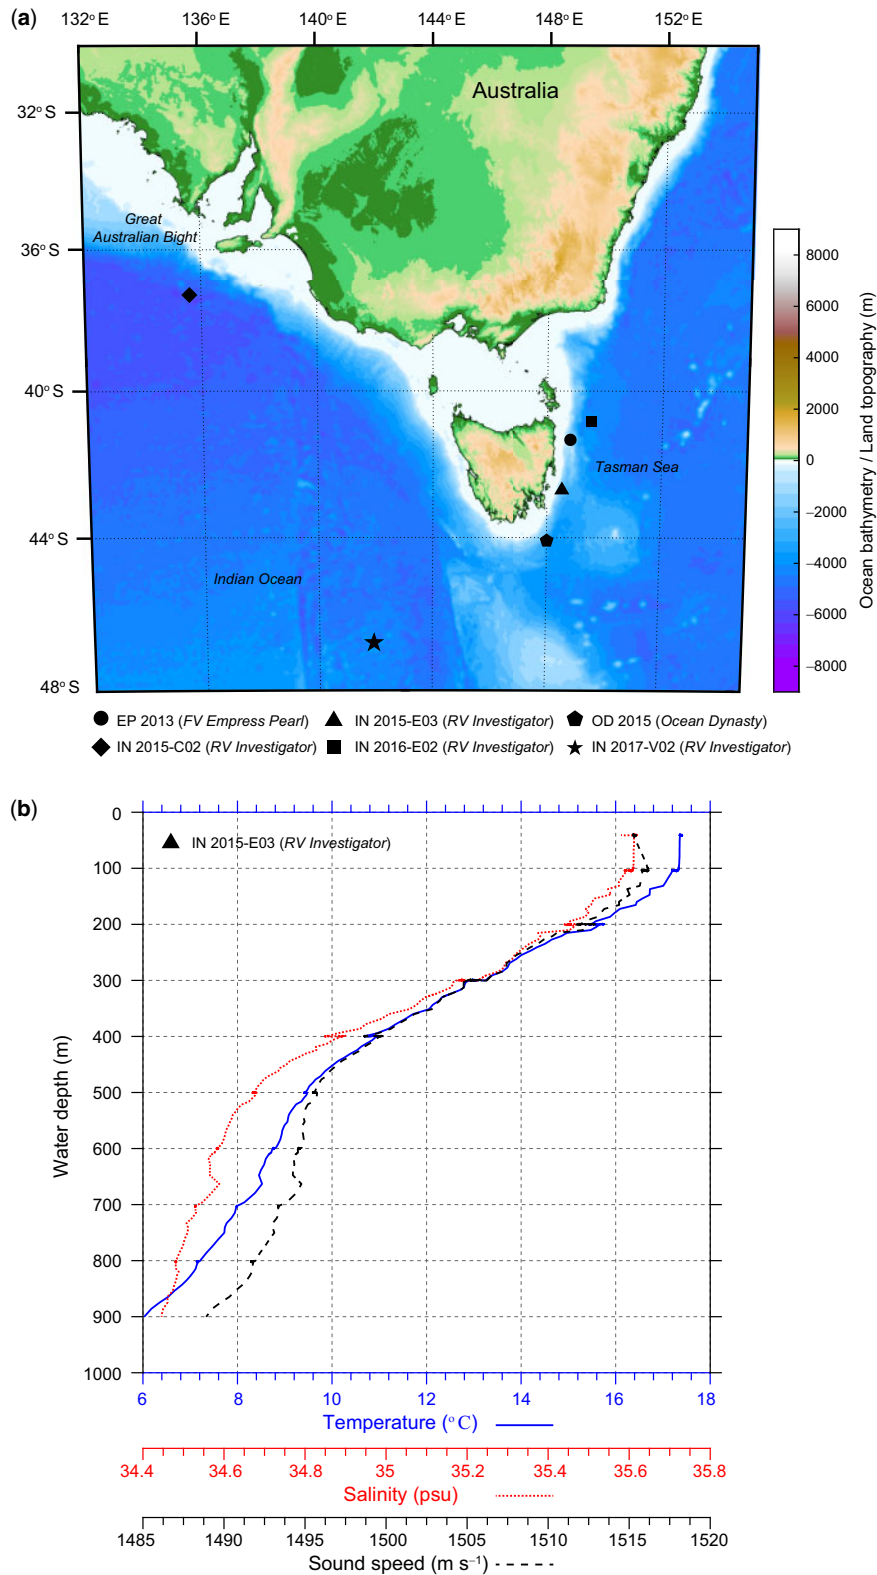 (a)
132°E 136° 140° 144° 148° 152°
Australia
32°S
Great
Australian Bight
36°S
40°S
Tasman Sea
44°S
Indian Ocean
48°S
8000
6000
4000
2000
0
−2000
−4000
−6000
−8000
Ocean bathymetry / Land topography (m)
EP 2013 (FV Empress Pearl) IN 2015-E03 (RV Investigator) OD 2015 (Ocean Dynasty)
IN 2015-C02 (RV Investigator) IN 2016-E02 (RV Investigator) IN 2017-V02 (RV Investigator)
(b)
IN 2015-E03 (RV Investigator)
0
100
200
300
400
500
600
700
800
900
1000
Water depth (m)
6 8 10 12 14 16 18
Temperature (°C)
34.4 34.6 34.8 35 35.2 35.4 35.6 35.8
Salinity (psu)
1485 1490 1495 1500 1505 1510 1515 1520
Sound speed (m s⁻¹)